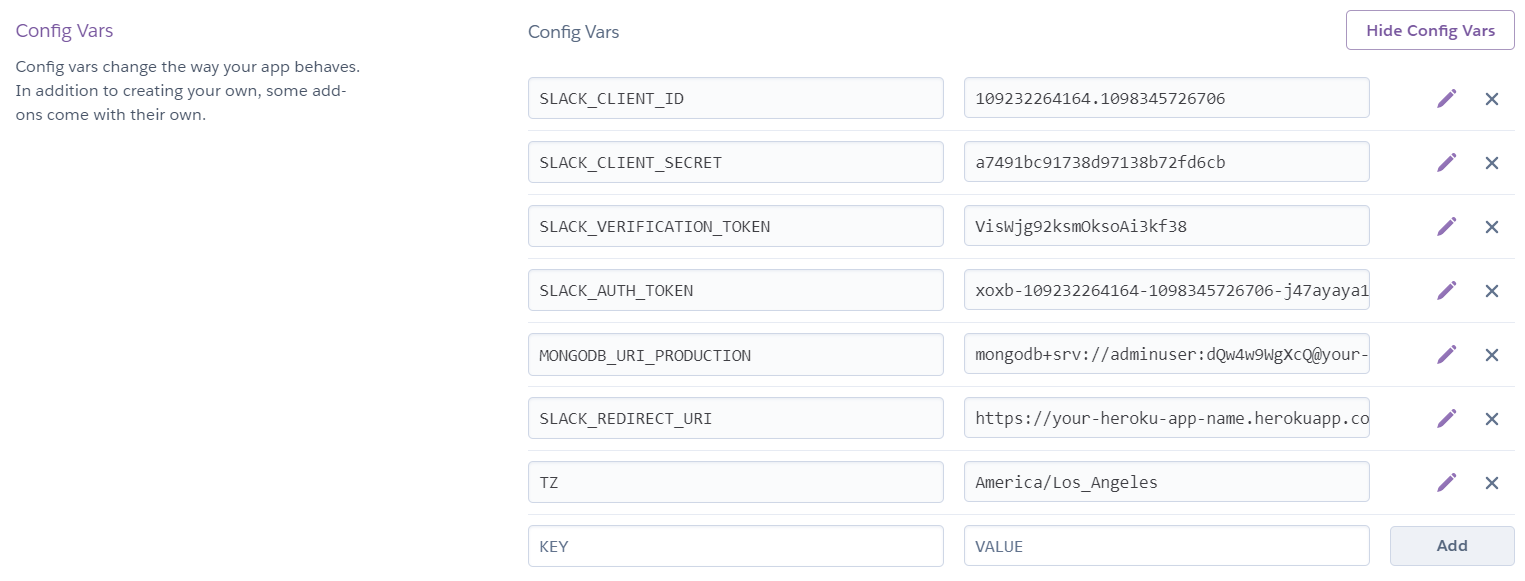 Config Vars
Config vars change the way your app behaves.
In addition to creating your own, some add-
ons come with their own.
Config Vars
Hide Config Vars
SLACK_CLIENT_ID 109232264164.1098345726706
SLACK_CLIENT_SECRET a7491bc91738d97138b72fd6cb
SLACK_VERIFICATION_TOKEN VisWjg92ksmOksoAi3kf38
SLACK_AUTH_TOKEN xoxb-109232264164-1098345726706-j47ayaya1
MONGODB_URI_PRODUCTION mongodb+srv://adminuser:dQw4w9WgXcQ@your-
SLACK_REDIRECT_URI https://your-heroku-app-name.herokuapp.co
TZ America/Los_Angeles
KEY VALUE Add